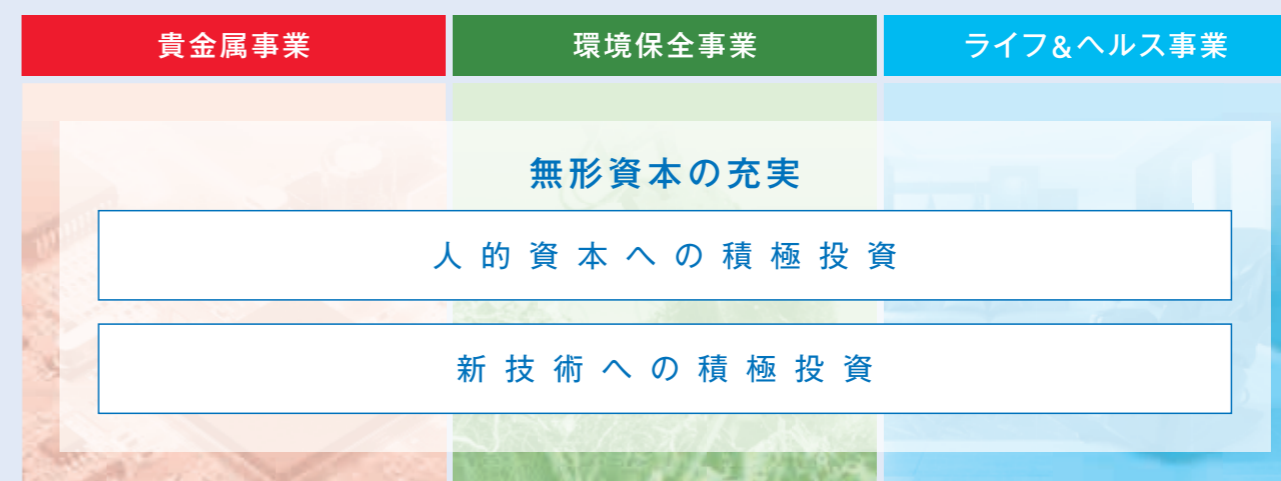 貴金属事業
環境保全事業
ライフ&ヘルス事業
無形資本の充実
人的資本への積極投資
新技術への積極投資